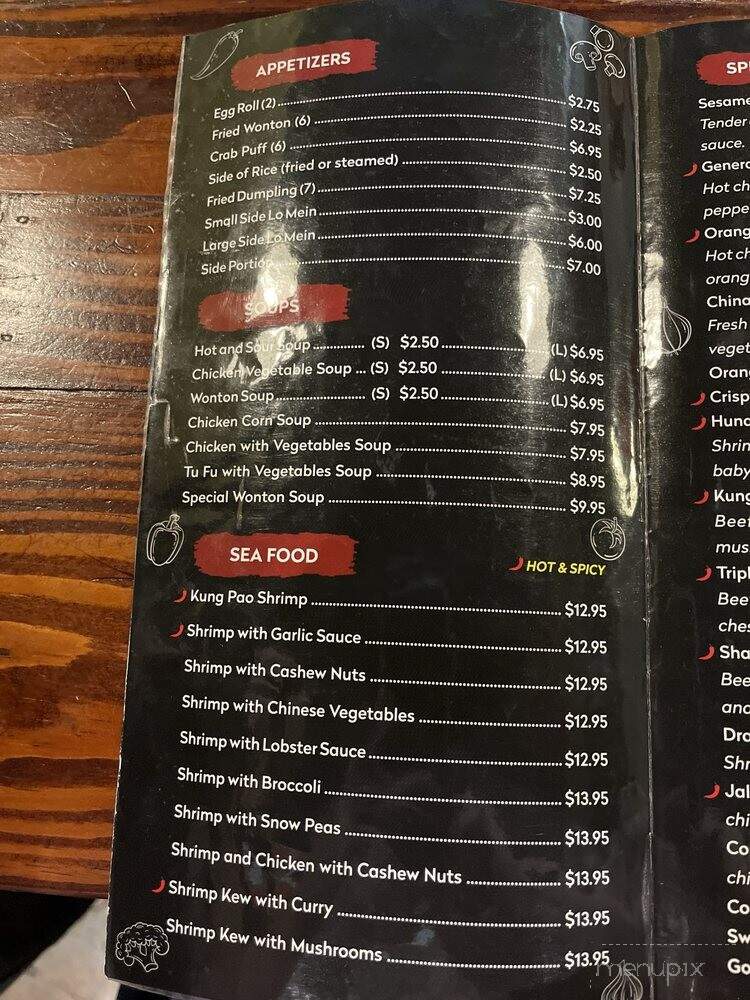 APPETIZERS
Egg Roll (2) $2.75
Fried Wonton (6) $2.25
Crab Puff (6) $6.95
Side of Rice (fried or steamed) $2.50
Fried Dumpling (7) $7.25
Small Side Lo Mein $3.00
Large Side Lo Mein $6.00
Side Portion $7.00
SOUPS
Hot and Sour Soup (S) $2.50 (L) $6.95
Chicken Vegetable Soup (S) $2.50 (L) $6.95
Wonton Soup (S) $2.50 (L) $6.95
Chicken Corn Soup $7.95
Chicken with Vegetables Soup $7.95
Tu Fu with Vegetables Soup $8.95
Special Wonton Soup $9.95
SEA FOOD
HOT & SPICY
Kung Pao Shrimp $12.95
Shrimp with Garlic Sauce $12.95
Shrimp with Cashew Nuts $12.95
Shrimp with Chinese Vegetables $12.95
Shrimp with Lobster Sauce $12.95
Shrimp with Broccoli $13.95
Shrimp with Snow Peas $13.95
Shrimp and Chicken with Cashew Nuts $13.95
Shrimp Kew with Curry $13.95
Shrimp Kew with Mushrooms $13.95
SP
Sesame
Tender
sauce.
Genera
Hot ch
peppe
Orang
Hot ch
orang
China
Fresh
veget
Orang
Crisp
Huna
Shrin
baby
Kung
Beef
mus
Tripl
Bee
ches
Sha
Bee
and
Dra
Shr
Jal
chi
Co
chi
Co
Sw
Go
menupix